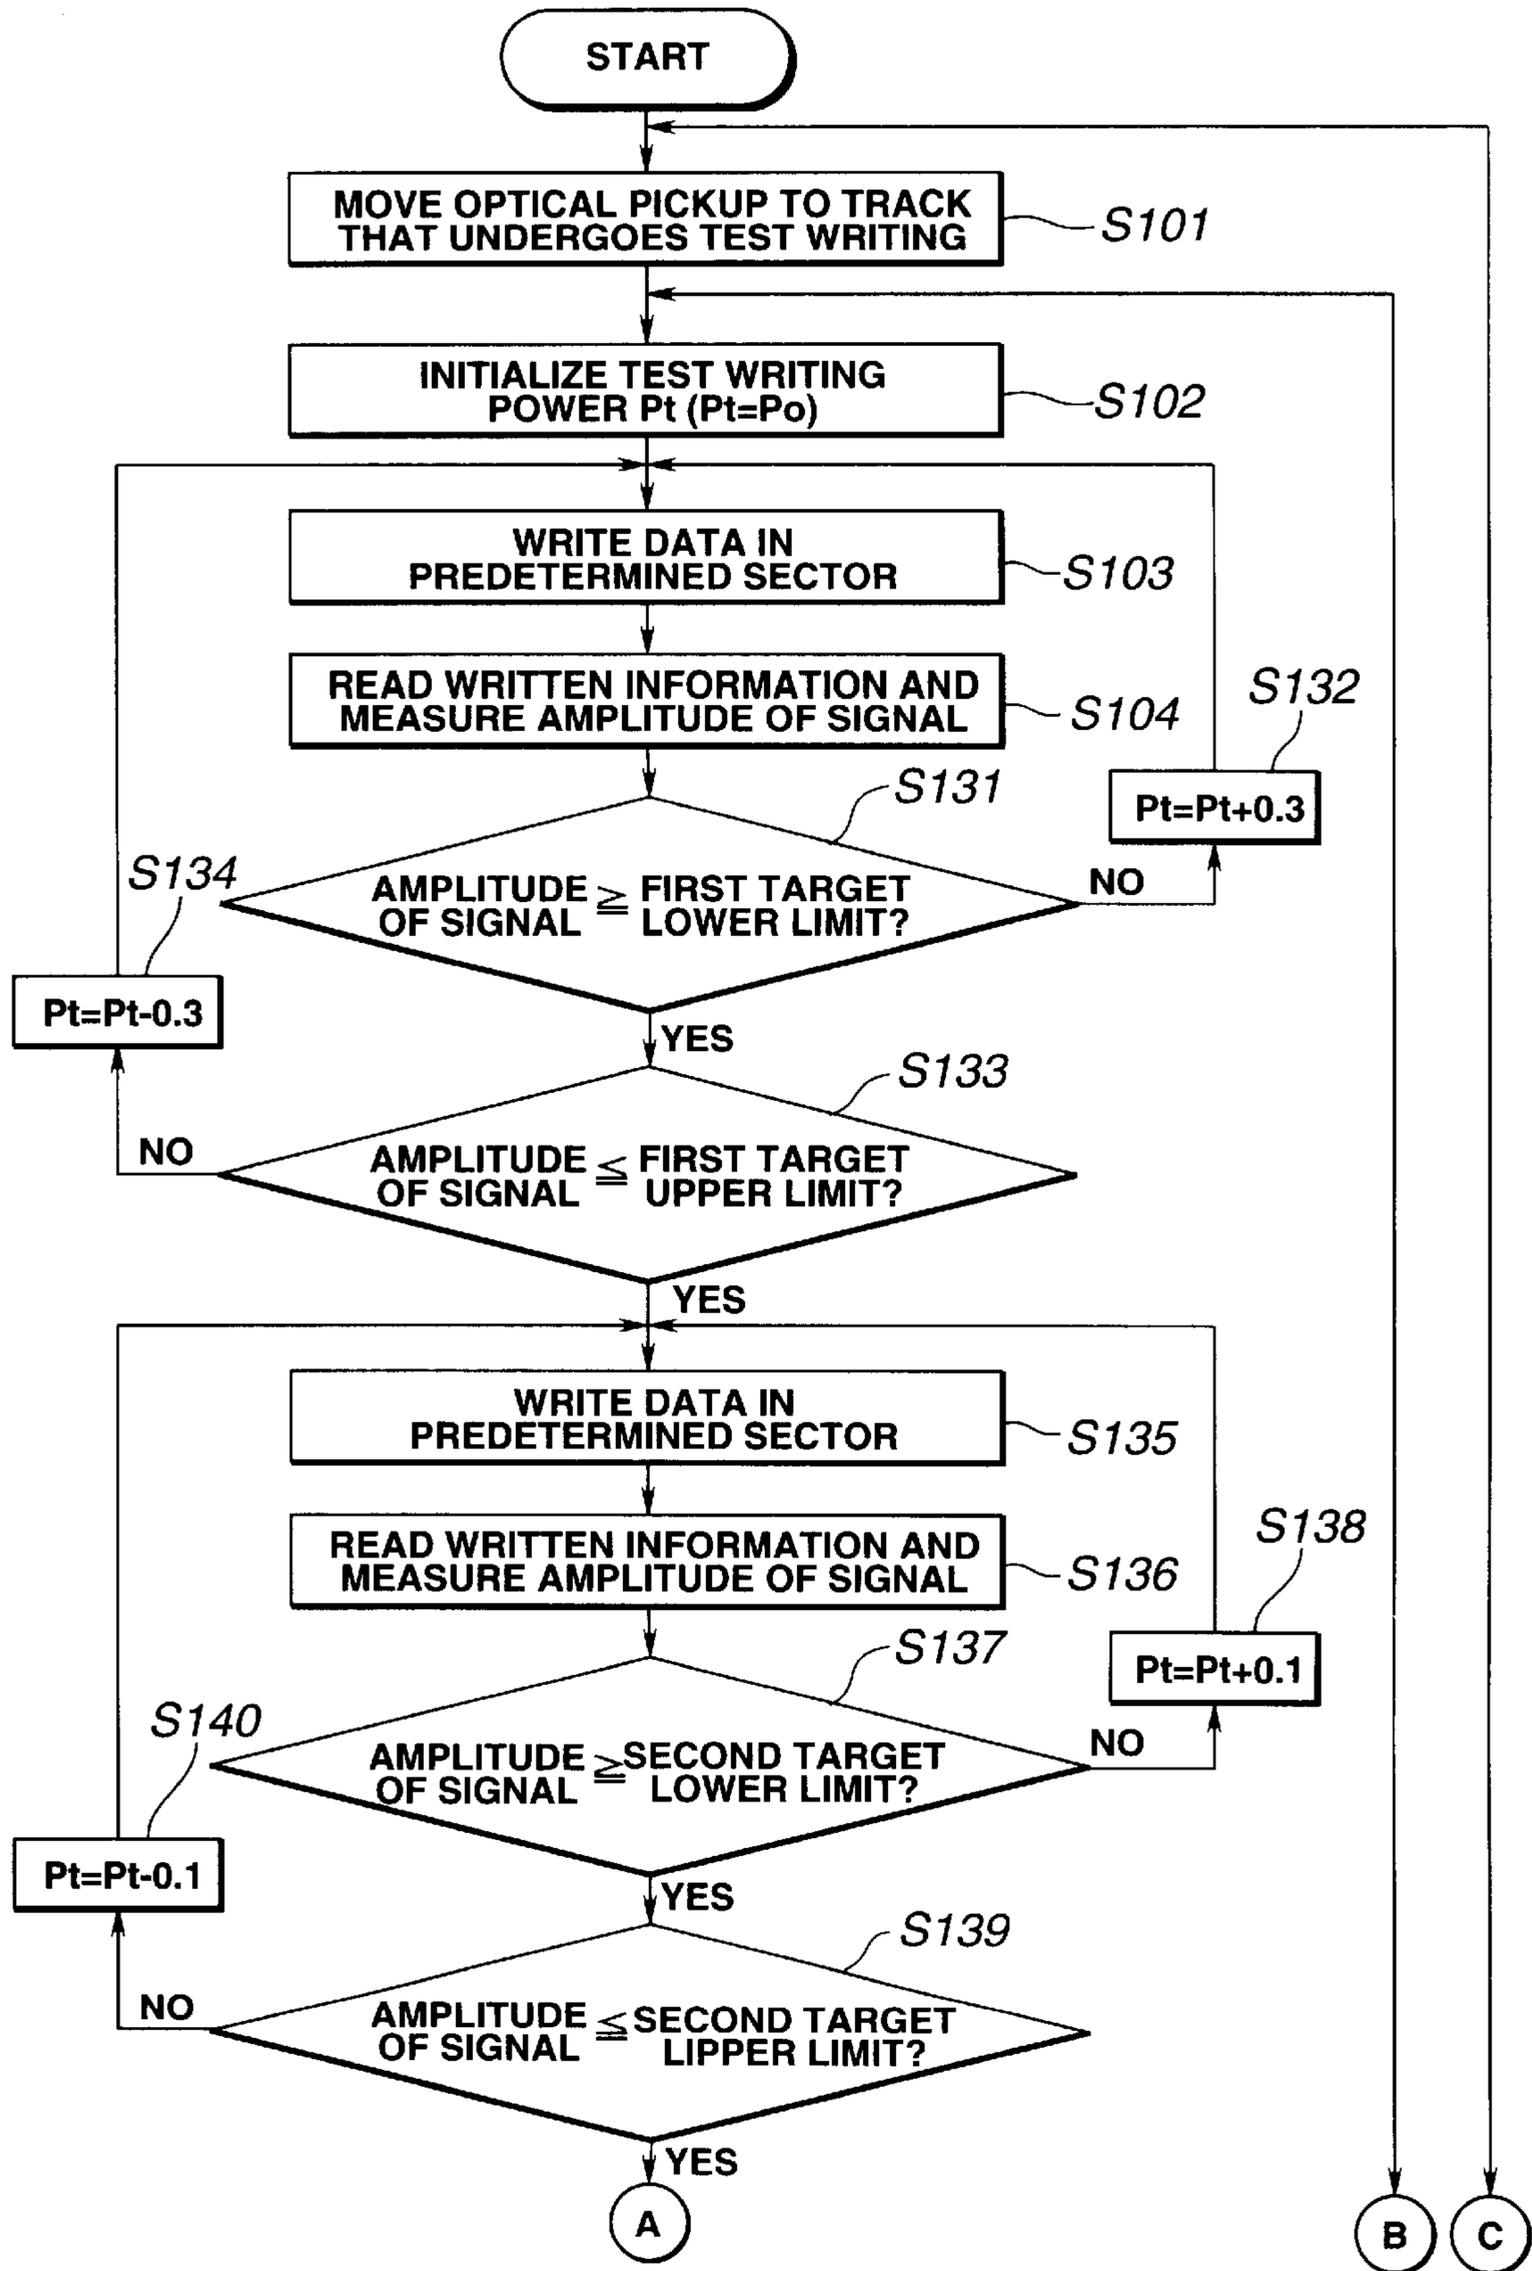 START
MOVE OPTICAL PICKUP TO TRACK
THAT UNDERGOES TEST WRITING
S101
INITIALIZE TEST WRITING
POWER Pt (Pt=Po)
S102
WRITE DATA IN
PREDETERMINED SECTOR
S103
READ WRITTEN INFORMATION AND
MEASURE AMPLITUDE OF SIGNAL
S104
S132
Pt=Pt+0.3
S131
AMPLITUDE ≧ FIRST TARGET
OF SIGNAL LOWER LIMIT?
NO
S134
Pt=Pt-0.3
YES
S133
AMPLITUDE ≦ FIRST TARGET
OF SIGNAL UPPER LIMIT?
NO
YES
WRITE DATA IN
PREDETERMINED SECTOR
S135
READ WRITTEN INFORMATION AND
MEASURE AMPLITUDE OF SIGNAL
S136
S138
Pt=Pt+0.1
S137
AMPLITUDE ≧ SECOND TARGET
OF SIGNAL LOWER LIMIT?
NO
S140
Pt=Pt-0.1
YES
S139
AMPLITUDE ≦ SECOND TARGET
OF SIGNAL LIPPER LIMIT?
NO
YES
A
B
C